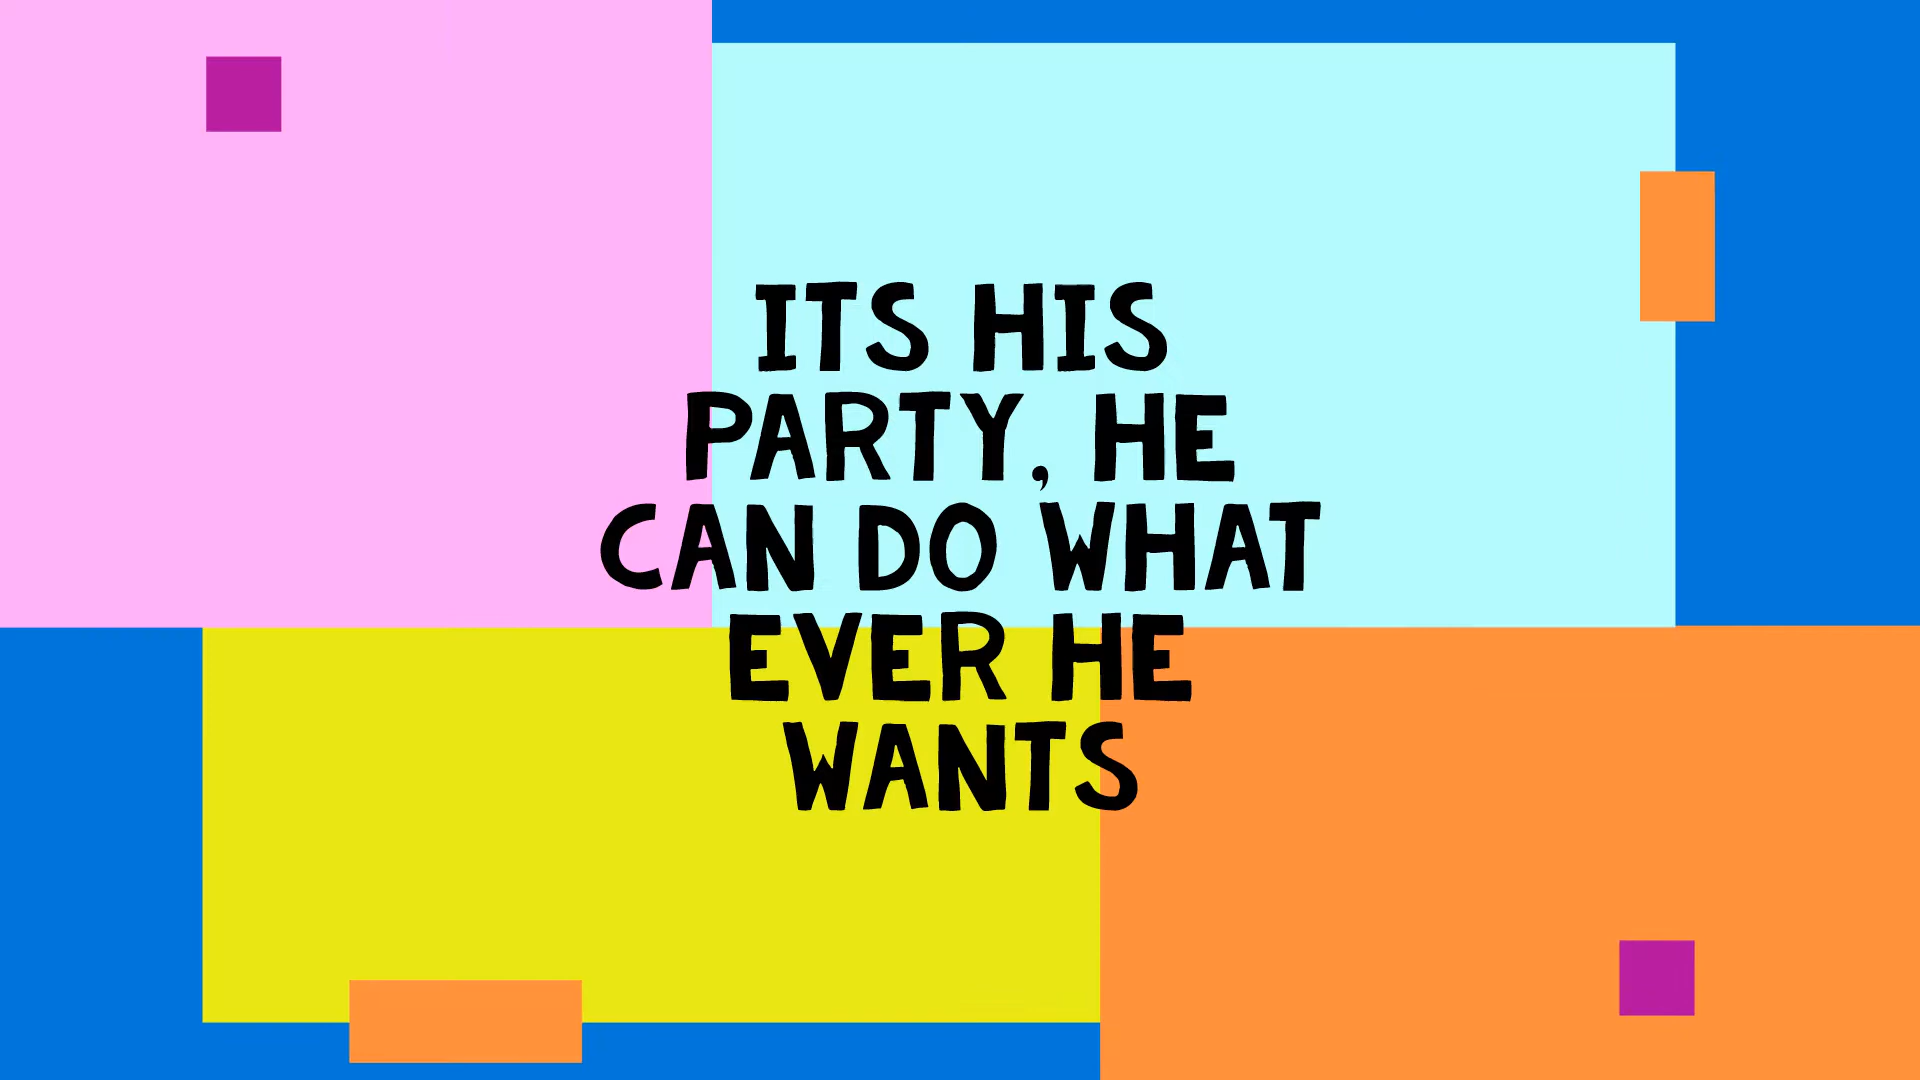 ITS HIS
PARTY, HE
CAN DO WHAT
EVER HE
WANTS